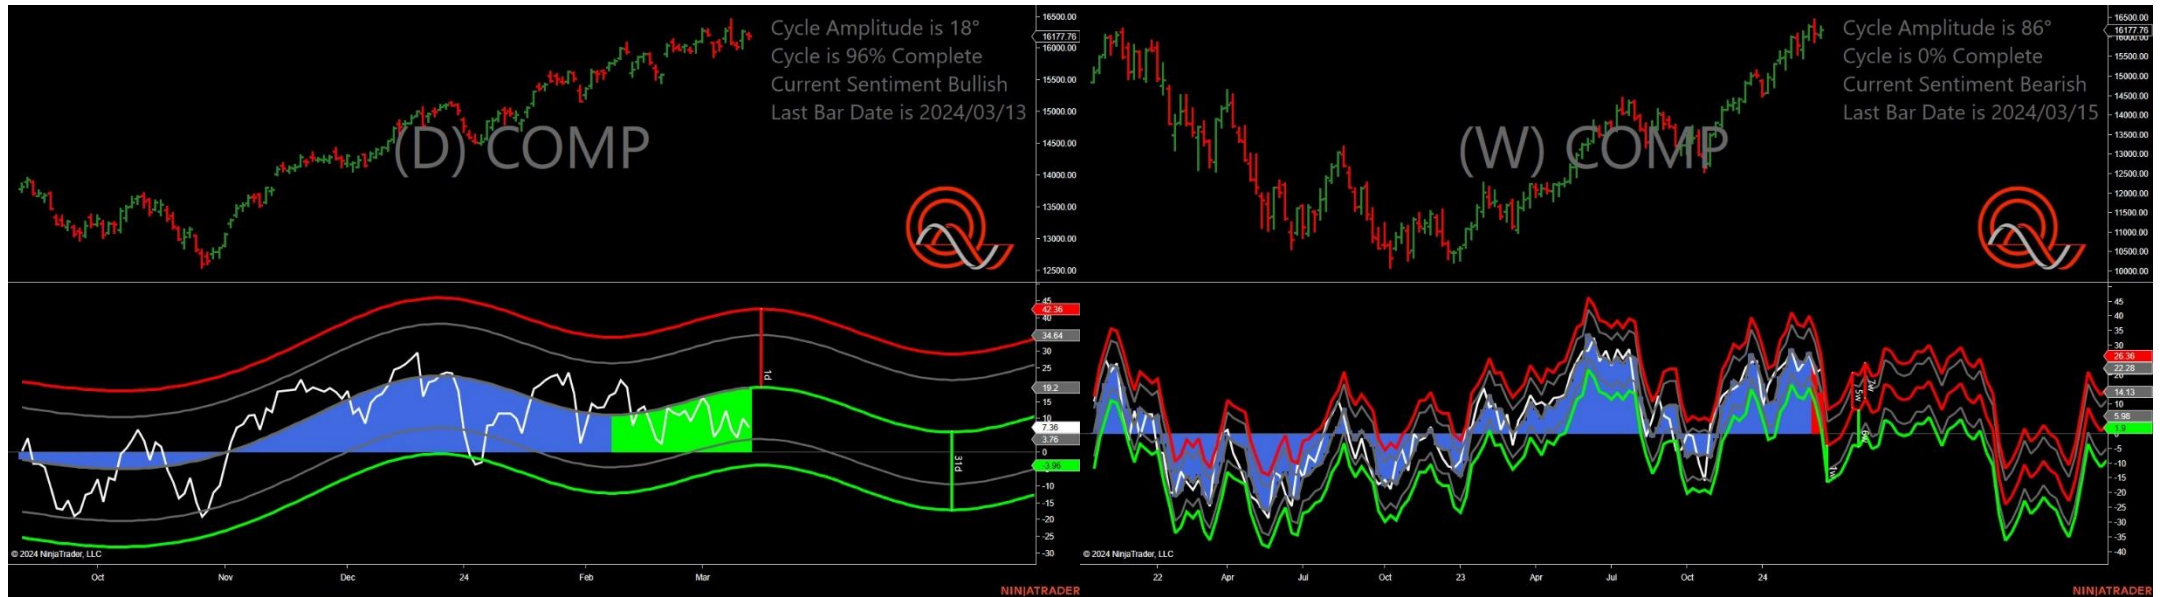 Cycle Amplitude is 18°
Cycle is 96% Complete
Current Sentiment Bullish
Last Bar Date is 2024/03/13
(D) COMP
16500.00
16177.76
16000.00
15500.00
15000.00
14500.00
14000.00
13500.00
13000.00
12500.00
45
42.36
40
34.64
30
25
19.2
15
10
7.36
3.76
0
-3.96
-10
-15
-20
-25
-30
1d
31d
© 2024 NinjaTrader, LLC
Oct
Nov
Dec
24
Feb
Mar
NINJATRADER
Cycle Amplitude is 86°
Cycle is 0% Complete
Current Sentiment Bearish
Last Bar Date is 2024/03/15
(W) COMP
16500.00
16177.76
16000.00
15500.00
15000.00
14500.00
14000.00
13500.00
13000.00
12500.00
12000.00
11500.00
11000.00
10500.00
10000.00
45
40
35
30
26.36
22.28
20
14.13
10
5.98
1.9
-5
-10
-15
-20
-25
-30
-35
-40
1w
7w
© 2024 NinjaTrader, LLC
22
Apr
Jul
Oct
23
Apr
Jul
Oct
24
NINJATRADER